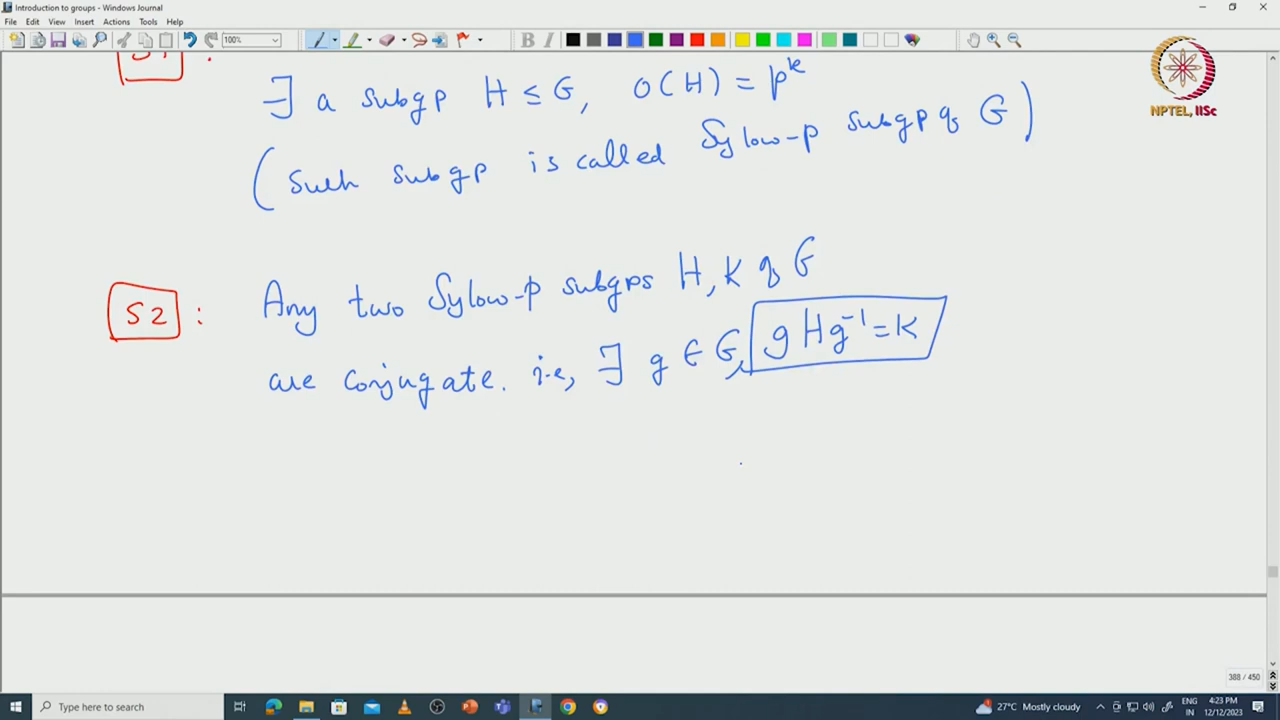 Introduction to groups - Windows Journal
File Edit View Insert Actions Tools Help
100%
B I
S1 :
∃ a subgp H ≤ G, O(H) = p^k
(Such subgp is called Sylow-p subgp of G)
NPTEL, IISc
S2 : Any two Sylow-p subgps H, K of G
are conjugate. i.e, ∃ g ∈ G, gHg^-1 = K
388 / 450
Type here to search
27°C Mostly cloudy
ENG
IN
4:23 PM
12/12/2023